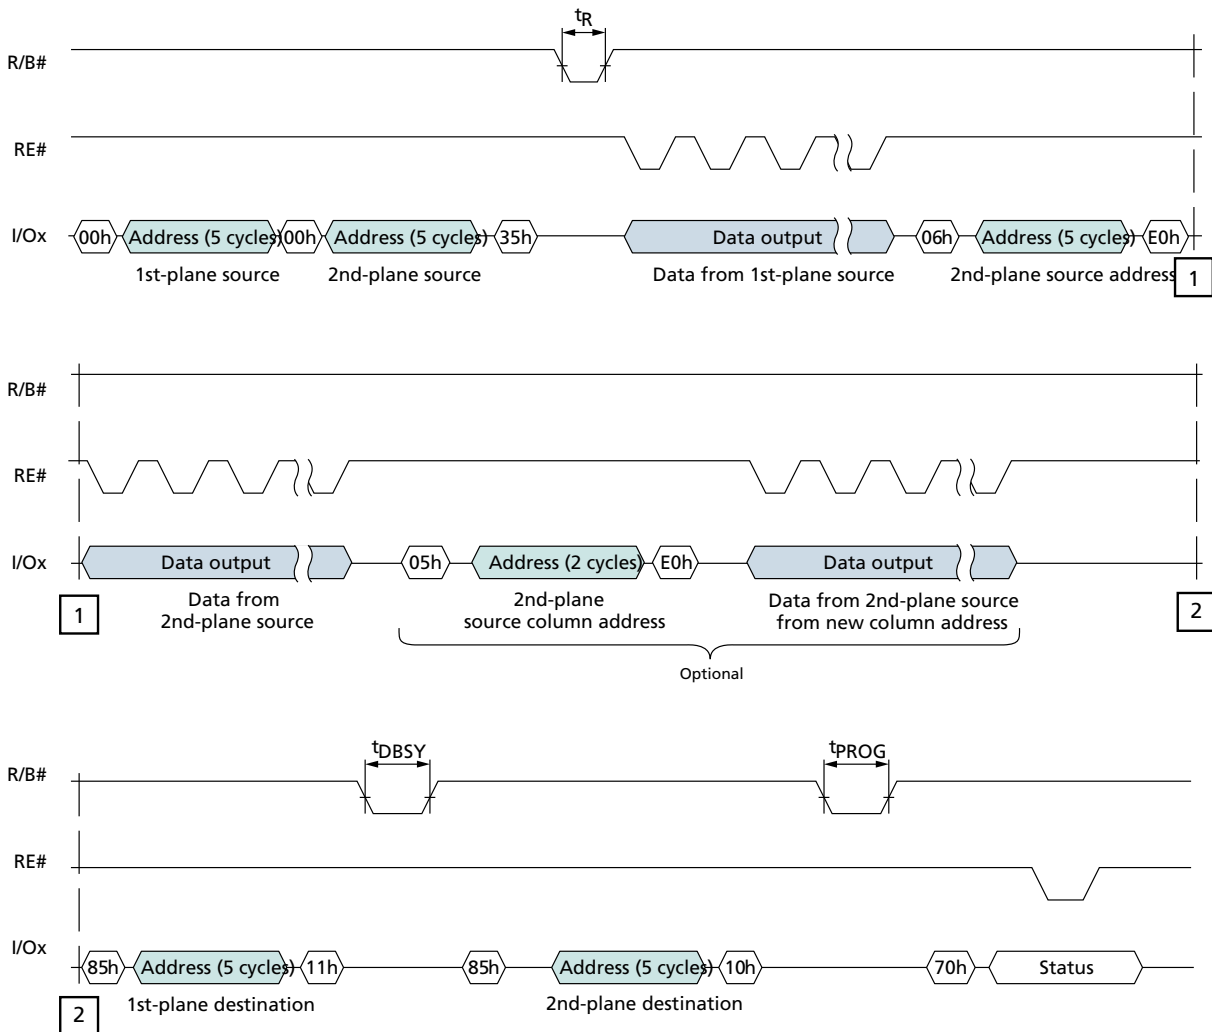 tR
R/B#
RE#
I/Ox 00h Address (5 cycles) 00h Address (5 cycles) 35h Data output 06h Address (5 cycles) E0h
1st-plane source 2nd-plane source Data from 1st-plane source 2nd-plane source address 1
R/B#
RE#
I/Ox Data output 05h Address (2 cycles) E0h Data output
1 Data from 2nd-plane Data from 2nd-plane source 2
2nd-plane source source column address from new column address
Optional
tDBSY tPROG
R/B#
RE#
I/Ox
85h Address (5 cycles) 11h 85h Address (5 cycles) 10h 70h Status
2 1st-plane destination 2nd-plane destination